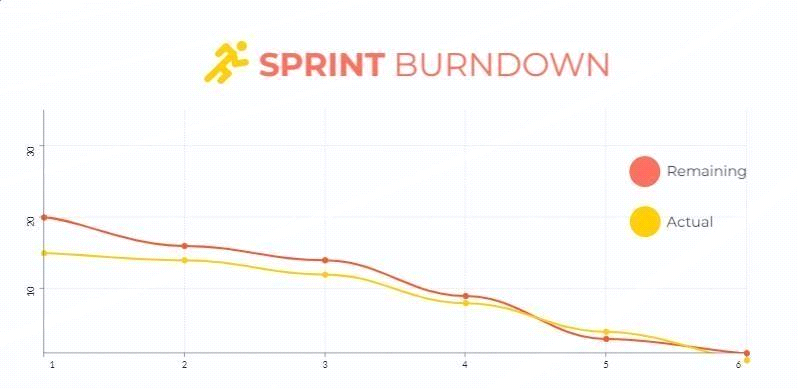 SPRINT BURNDOWN
30
Remaining
20
Actual
10
1 2 3 4 5 6